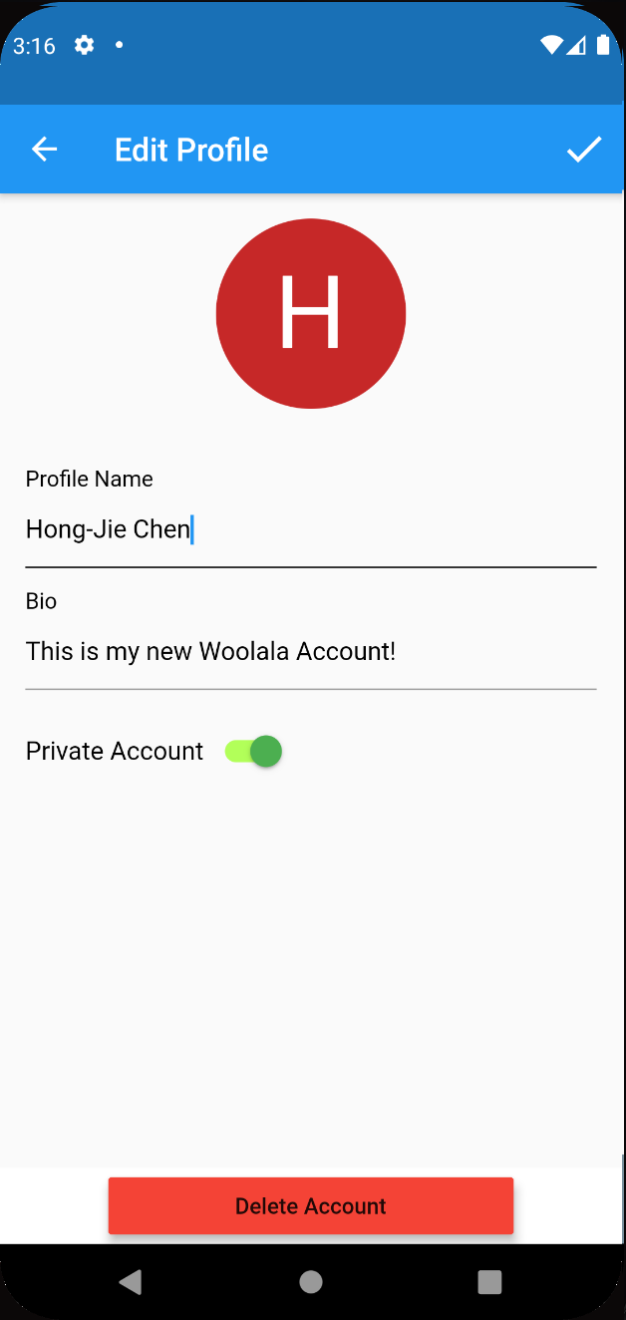 3:16
Edit Profile
H
Profile Name
Hong-Jie Chen
Bio
This is my new Woolala Account!
Private Account
Delete Account